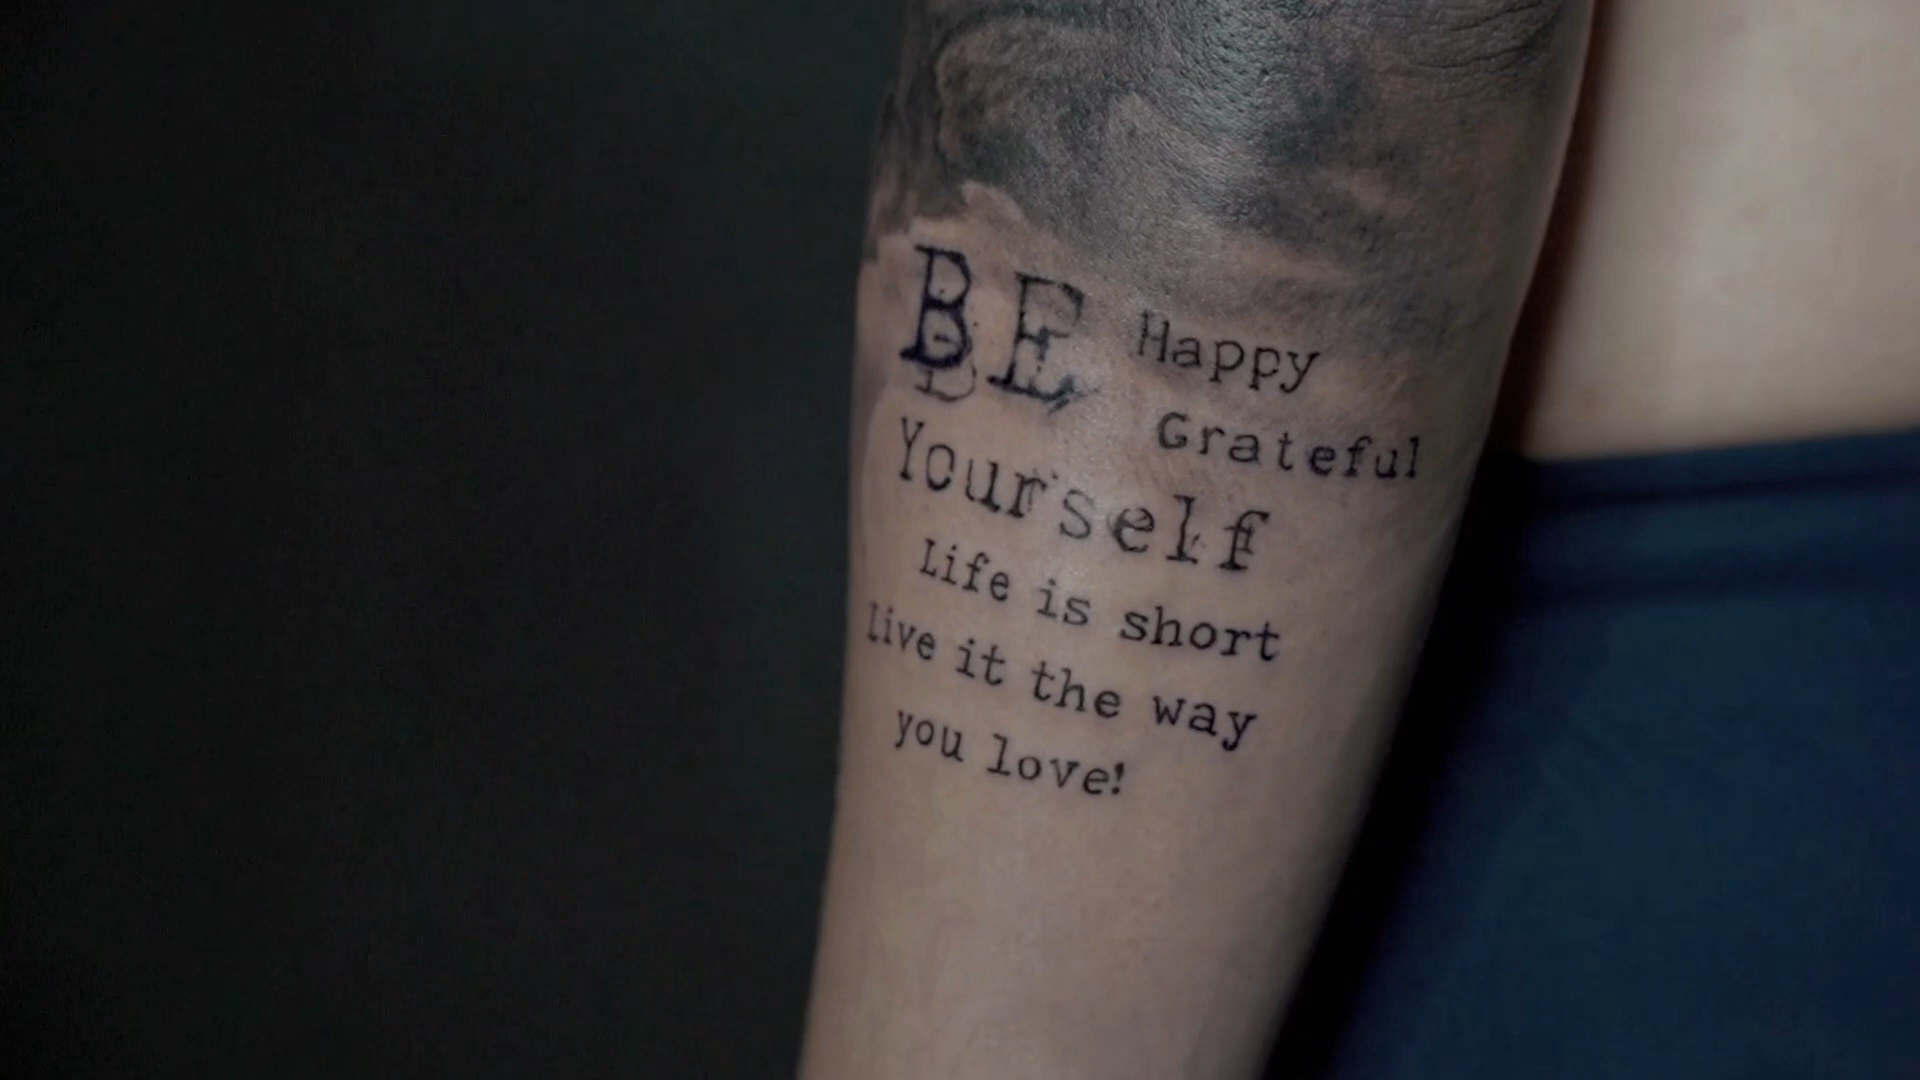 BE Happy
Grateful
Yourself
Life is short
live it the way
you love!